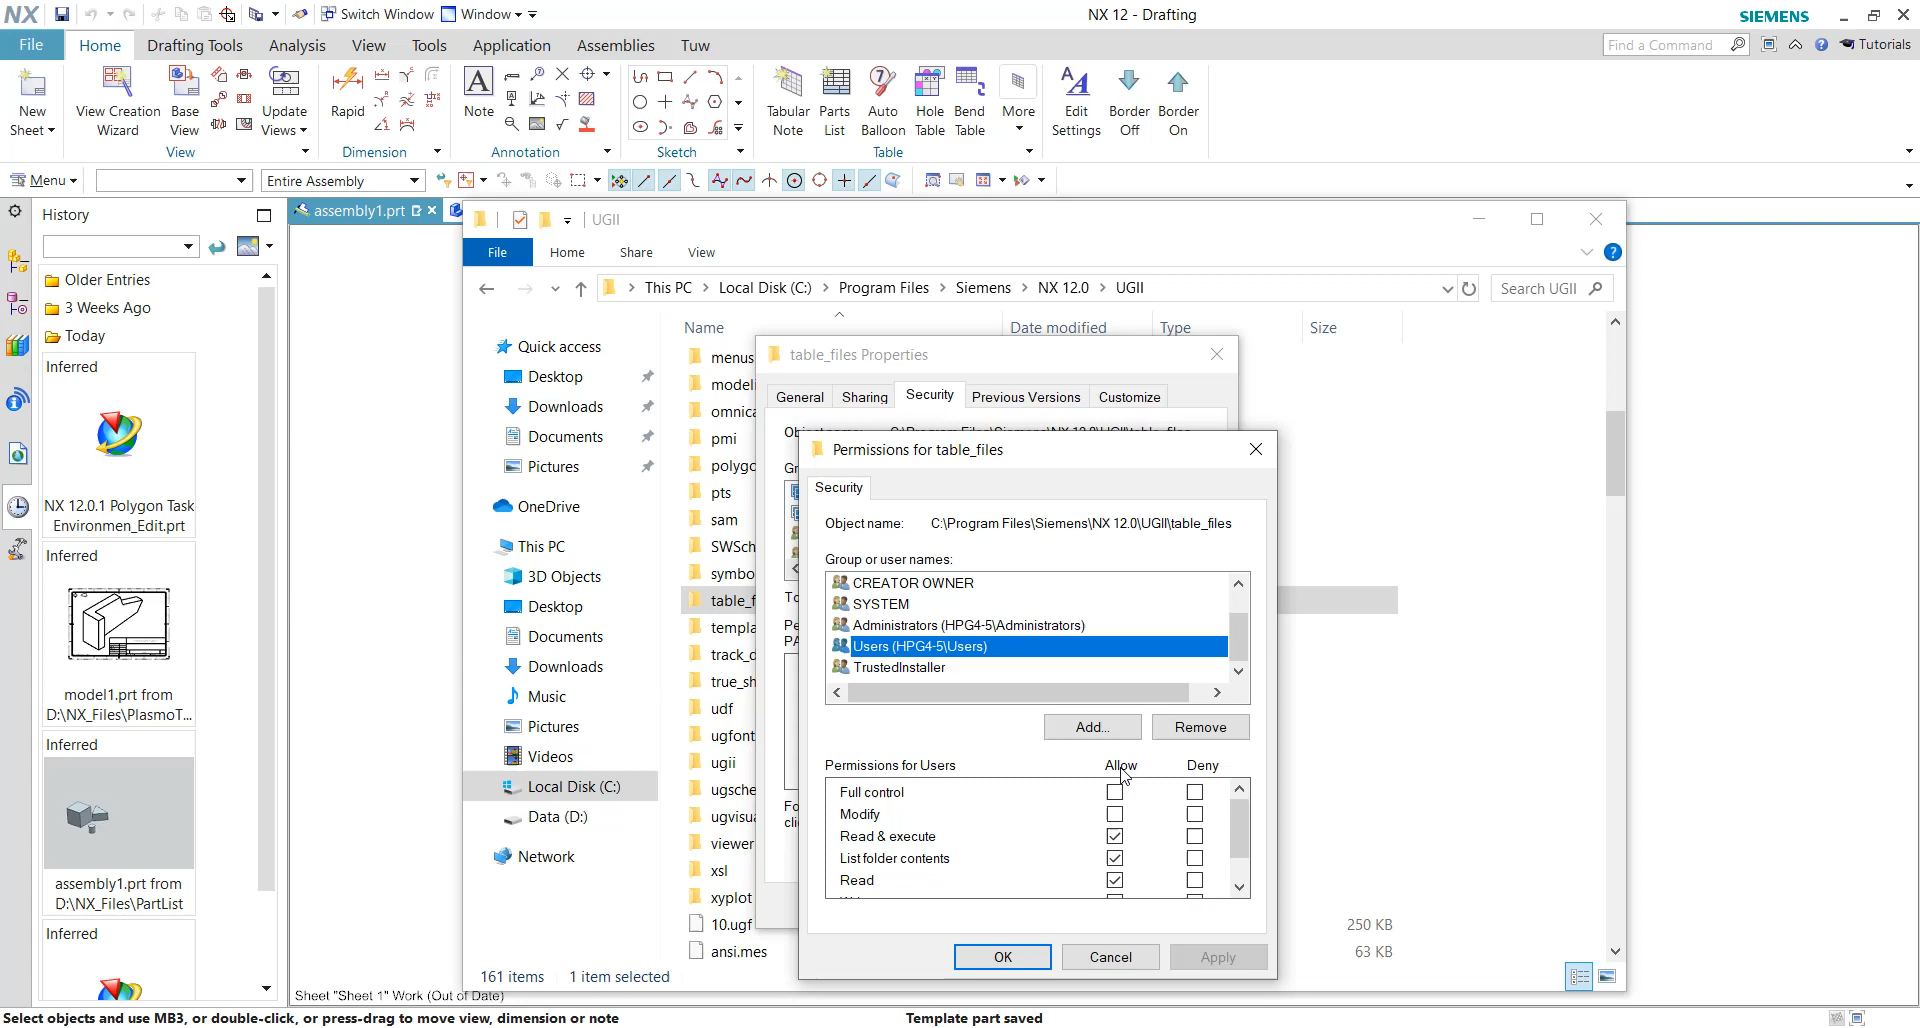 NX
Switch Window
Window
NX 12 - Drafting
SIEMENS
File
Home
Drafting Tools
Analysis
View
Tools
Application
Assemblies
Tuw
Find a Command
Tutorials
New
Sheet
View Creation
Wizard
Base
View
Update
Views
View
Rapid
Dimension
A
Note
Annotation
Sketch
Tabular
Note
Parts
List
Auto
Balloon
Hole
Table
Bend
Table
More
Table
Edit
Settings
Border
Off
Border
On
Menu
Entire Assembly
History
assembly1.prt
UGII
File
Home
Share
View
This PC
Local Disk (C:)
Program Files
Siemens
NX 12.0
UGII
Search UGII
Older Entries
3 Weeks Ago
Today
Inferred
NX 12.0.1 Polygon Task
Environmen_Edit.prt
Inferred
model1.prt from
D:\NX_Files\PlasmoT...
Inferred
assembly1.prt from
D:\NX_Files\PartList
Inferred
Quick access
Desktop
Downloads
Documents
Pictures
OneDrive
This PC
3D Objects
Desktop
Documents
Downloads
Music
Pictures
Videos
Local Disk (C:)
Data (D:)
Network
Name
Date modified
Type
Size
menus
modeli
omnica
pmi
polygo
pts
sam
SWSch
symbo
table_f
templa
track_d
true_sh
udf
ugfont
ugii
ugsche
ugvisua
viewer
xsl
xyplot
10.ugf
250 KB
ansi.mes
63 KB
161 items
1 item selected
table_files Properties
General
Sharing
Security
Previous Versions
Customize
Permissions for table_files
Security
Object name: C:\Program Files\Siemens\NX 12.0\UGII\table_files
Group or user names:
CREATOR OWNER
SYSTEM
Administrators (HPG4-5\Administrators)
Users (HPG4-5\Users)
TrustedInstaller
Add...
Remove
Permissions for Users
Allow
Deny
Full control
Modify
Read & execute
List folder contents
Read
OK
Cancel
Apply
Sheet "Sheet 1" Work (Out of Date)
Select objects and use MB3, or double-click, or press-drag to move view, dimension or note
Template part saved